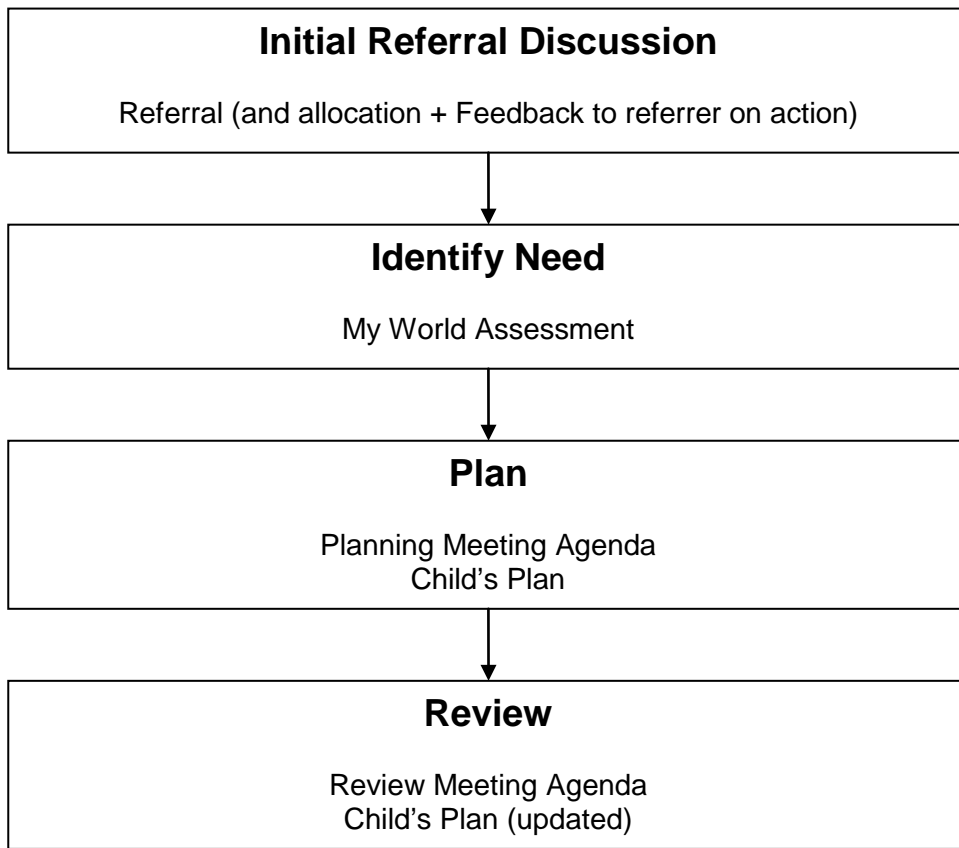 Initial Referral Discussion
Referral (and allocation + Feedback to referrer on action)
Identify Need
My World Assessment
Plan
Planning Meeting Agenda
Child’s Plan
Review
Review Meeting Agenda
Child’s Plan (updated)